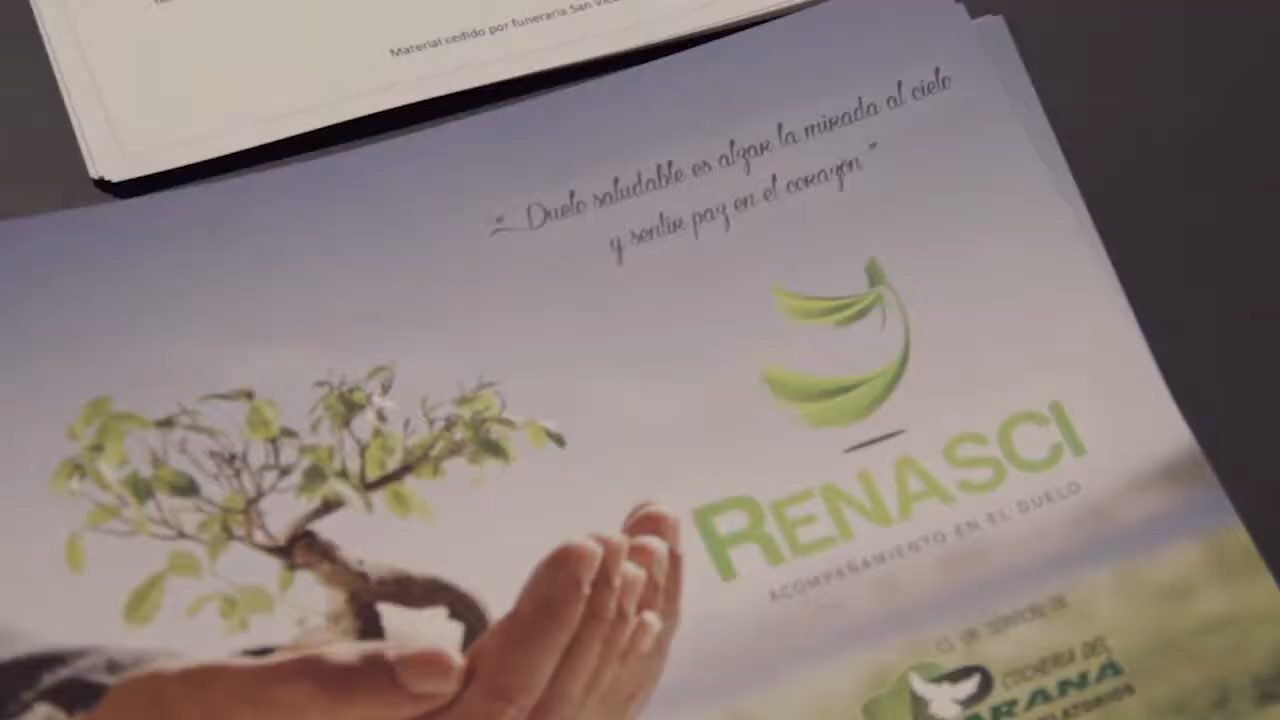 Material cedido por funeraria San
“Duelo saludable es alzar la mirada al cielo
y sentir paz en el corazón”
RENASCI
ACOMPAÑAMIENTO EN EL DUELO
ES UN SERVICIO DE
COCHERIA DEL
PARANA